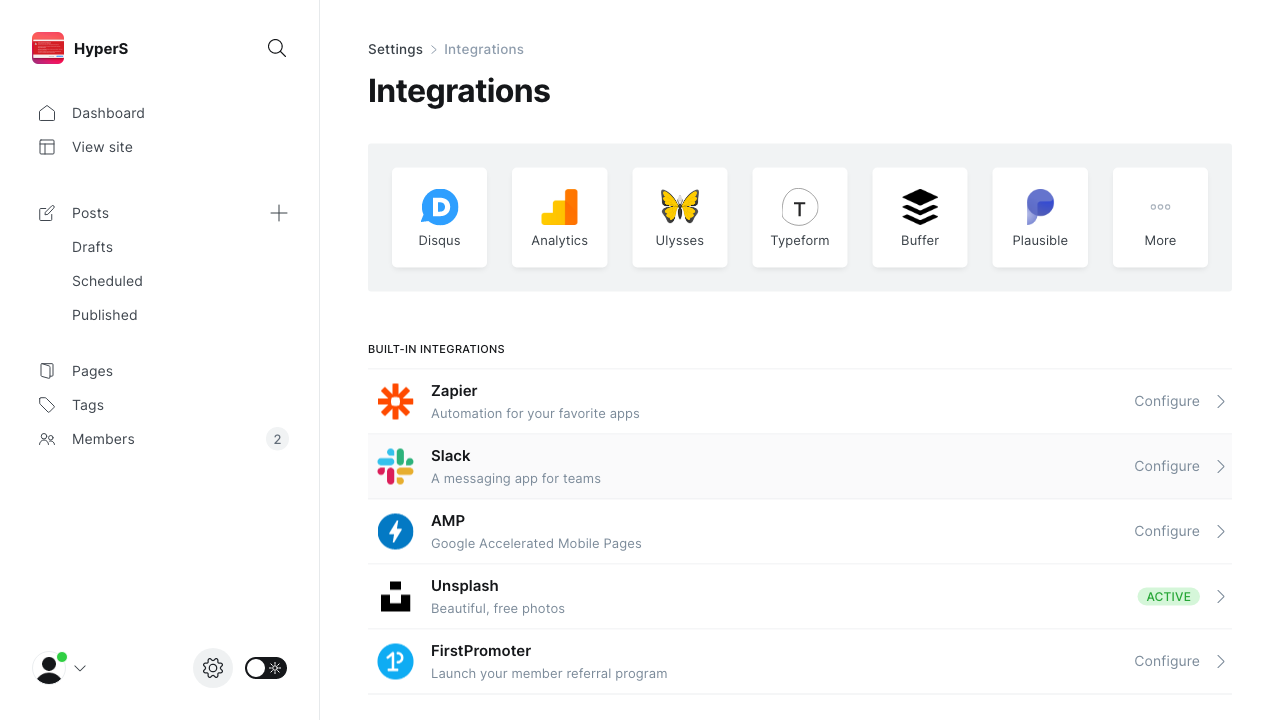 HyperS
Dashboard
View site
Posts
Drafts
Scheduled
Published
Pages
Tags
Members
2
Settings
Integrations
Integrations
Disqus
Analytics
Ulysses
T
Typeform
Buffer
Plausible
More
BUILT-IN INTEGRATIONS
Zapier
Automation for your favorite apps
Configure
Slack
A messaging app for teams
Configure
AMP
Google Accelerated Mobile Pages
Configure
Unsplash
Beautiful, free photos
ACTIVE
FirstPromoter
Launch your member referral program
Configure